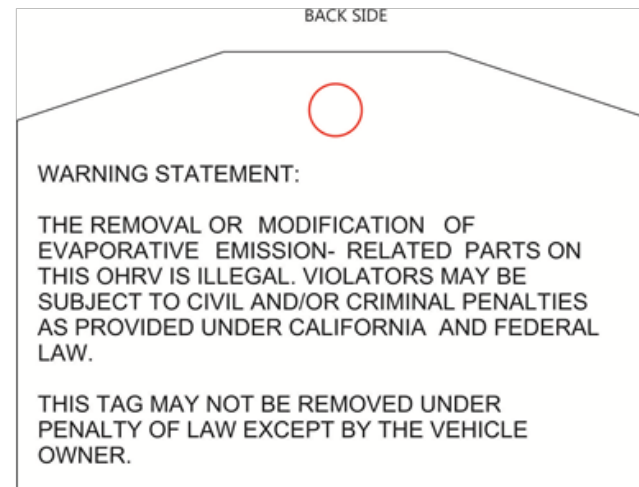 BACK SIDE
WARNING STATEMENT:
THE REMOVAL OR MODIFICATION OF
EVAPORATIVE EMISSION- RELATED PARTS ON
THIS OHRV IS ILLEGAL. VIOLATORS MAY BE
SUBJECT TO CIVIL AND/OR CRIMINAL PENALTIES
AS PROVIDED UNDER CALIFORNIA AND FEDERAL
LAW.
THIS TAG MAY NOT BE REMOVED UNDER
PENALTY OF LAW EXCEPT BY THE VEHICLE
OWNER.